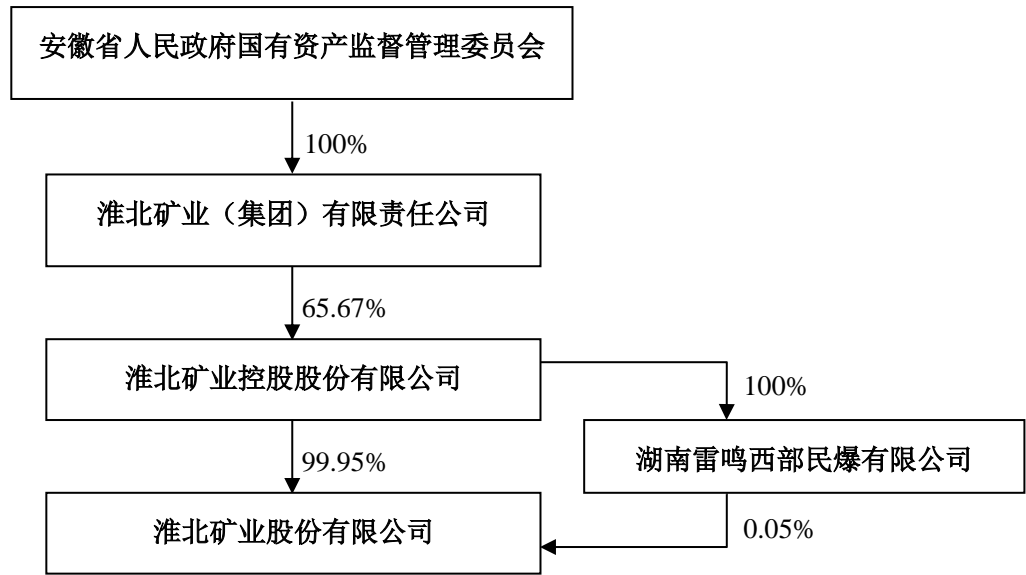 安徽省人民政府国有资产监督管理委员会
100%
淮北矿业（集团）有限责任公司
65.67%
淮北矿业控股股份有限公司
100%
湖南雷鸣西部民爆有限公司
99.95%
淮北矿业股份有限公司
0.05%